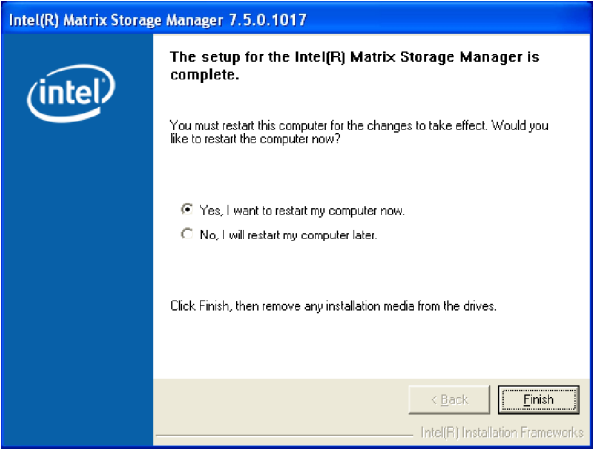 Intel(R) Matrix Storage Manager 7.5.0.1017
The setup for the Intel(R) Matrix Storage Manager is
complete.
intel
You must restart this computer for the changes to take effect. Would you
like to restart the computer now?
Yes, I want to restart my computer now.
No, I will restart my computer later.
Click Finish, then remove any installation media from the drives.
< Back
Finish
Intel(R) Installation Frameworks